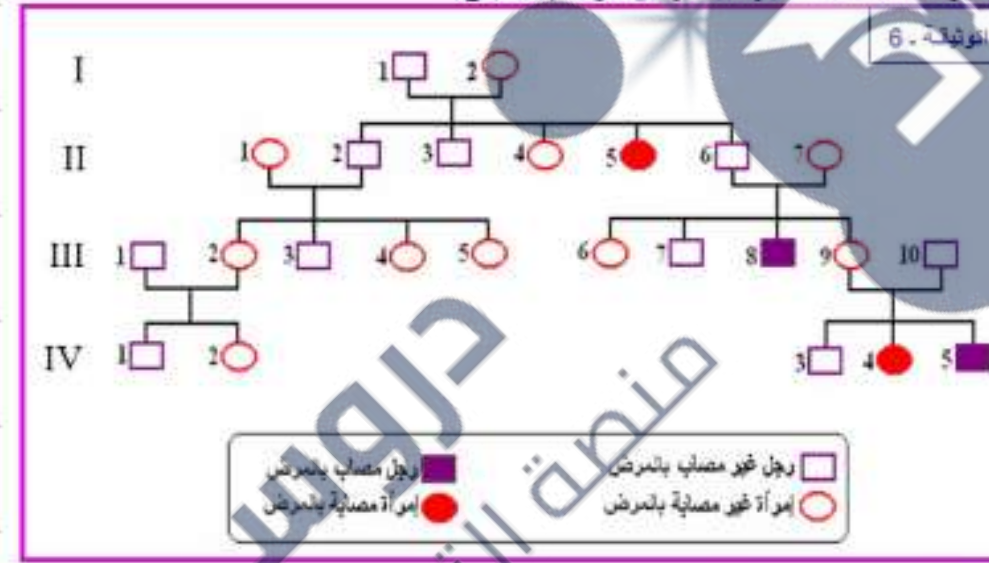 الوثيقة - 6
I
1 2
II
1 2 3 4 5 6 7
III
1 2 3 4 5 6 7 8 9 10
IV
1 2 3 4 5
رجل غير مصاب بالمرض رجل مصاب بالمرض
إمرأة غير مصابة بالمرض إمرأة مصابة بالمرض
دروس
منصة